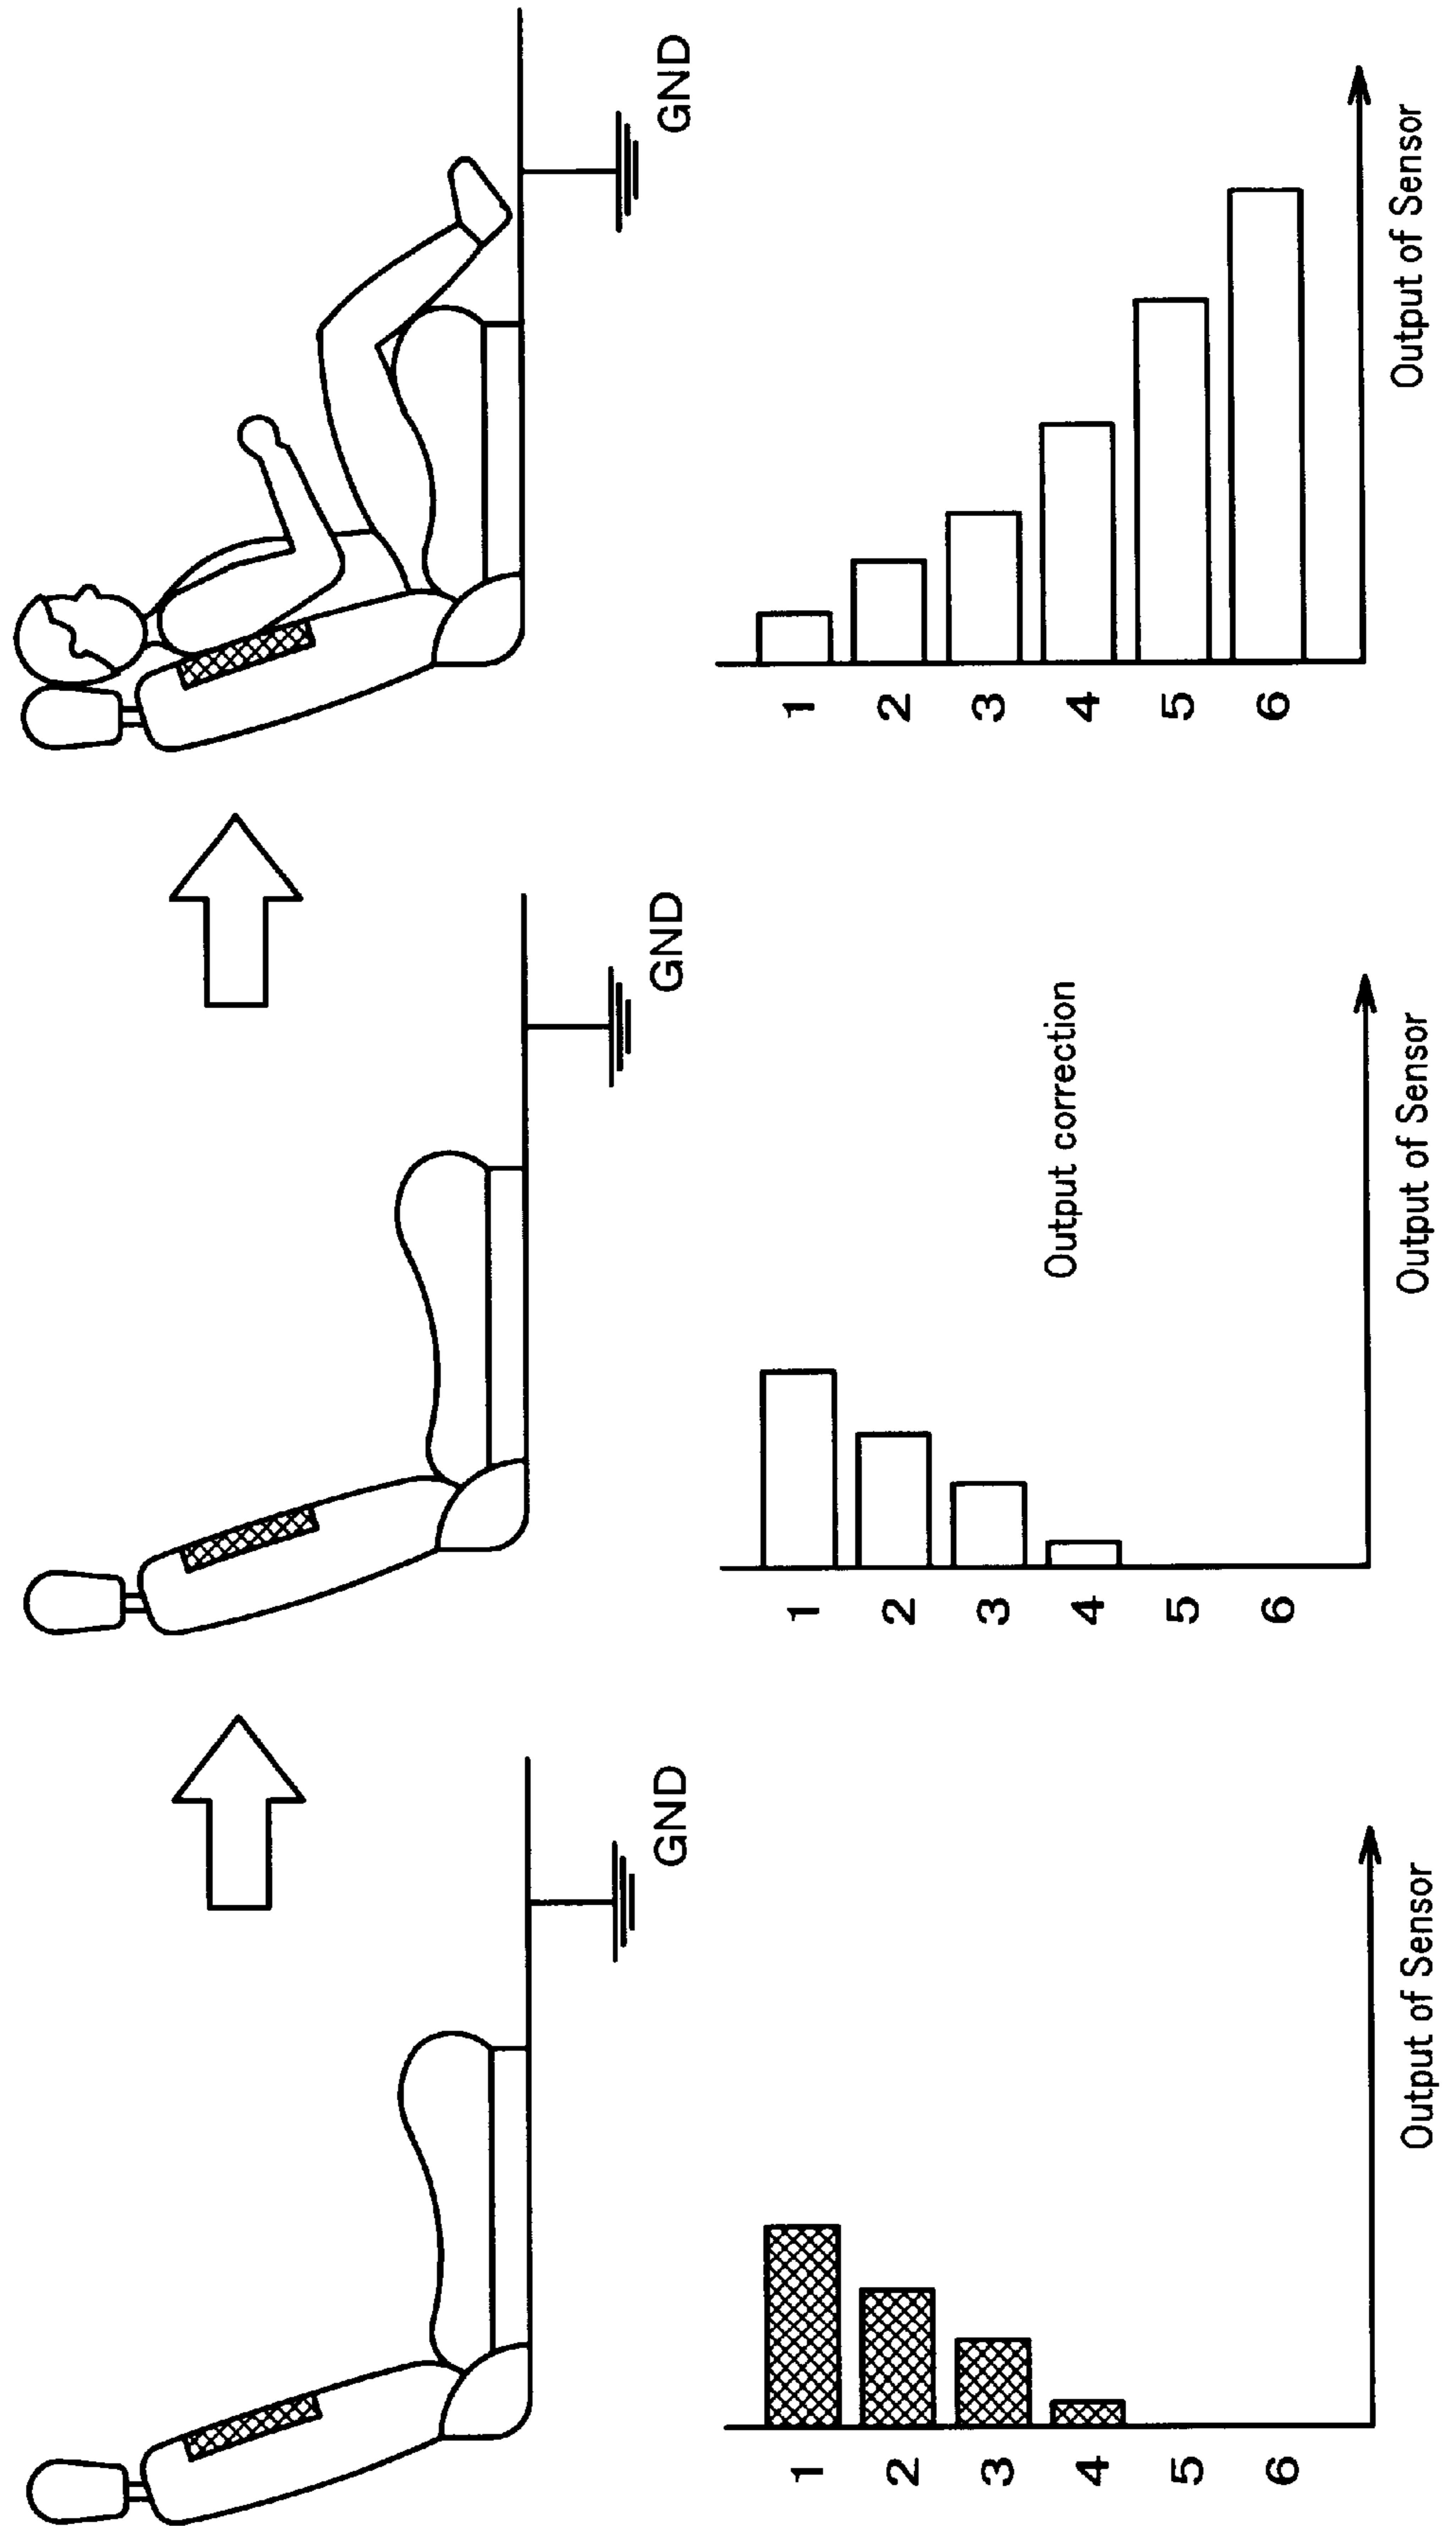 GND
GND
GND
1
2
3
4
5
6
Output of Sensor
1
2
3
4
5
6
Output correction
Output of Sensor
1
2
3
4
5
6
Output of Sensor